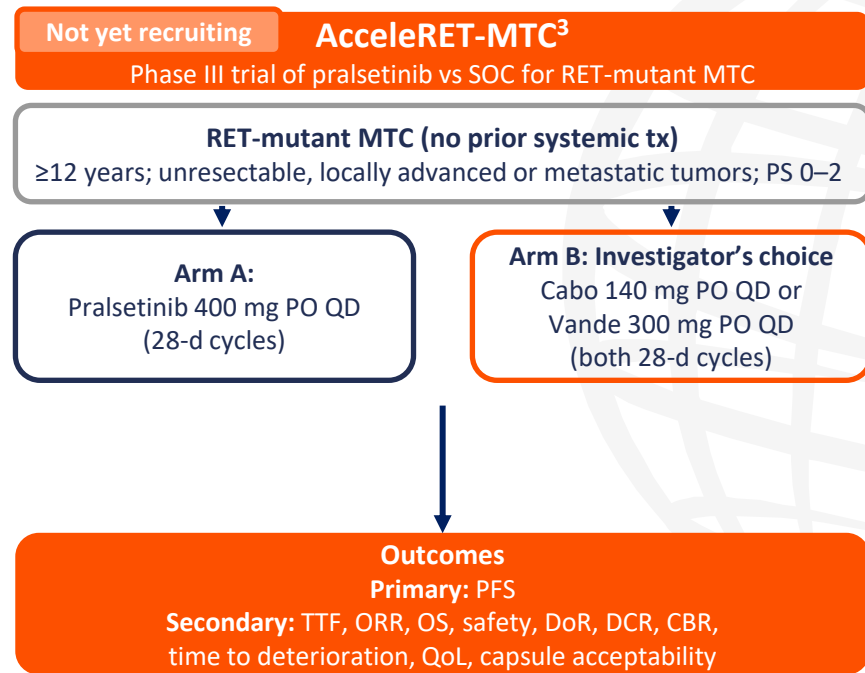 Not yet recruiting
AcceleRET-MTC³
Phase III trial of pralsetinib vs SOC for RET-mutant MTC
RET-mutant MTC (no prior systemic tx)
≥12 years; unresectable, locally advanced or metastatic tumors; PS 0–2
Arm A:
Pralsetinib 400 mg PO QD
(28-d cycles)
Arm B: Investigator’s choice
Cabo 140 mg PO QD or
Vande 300 mg PO QD
(both 28-d cycles)
Outcomes
Primary: PFS
Secondary: TTF, ORR, OS, safety, DoR, DCR, CBR,
time to deterioration, QoL, capsule acceptability